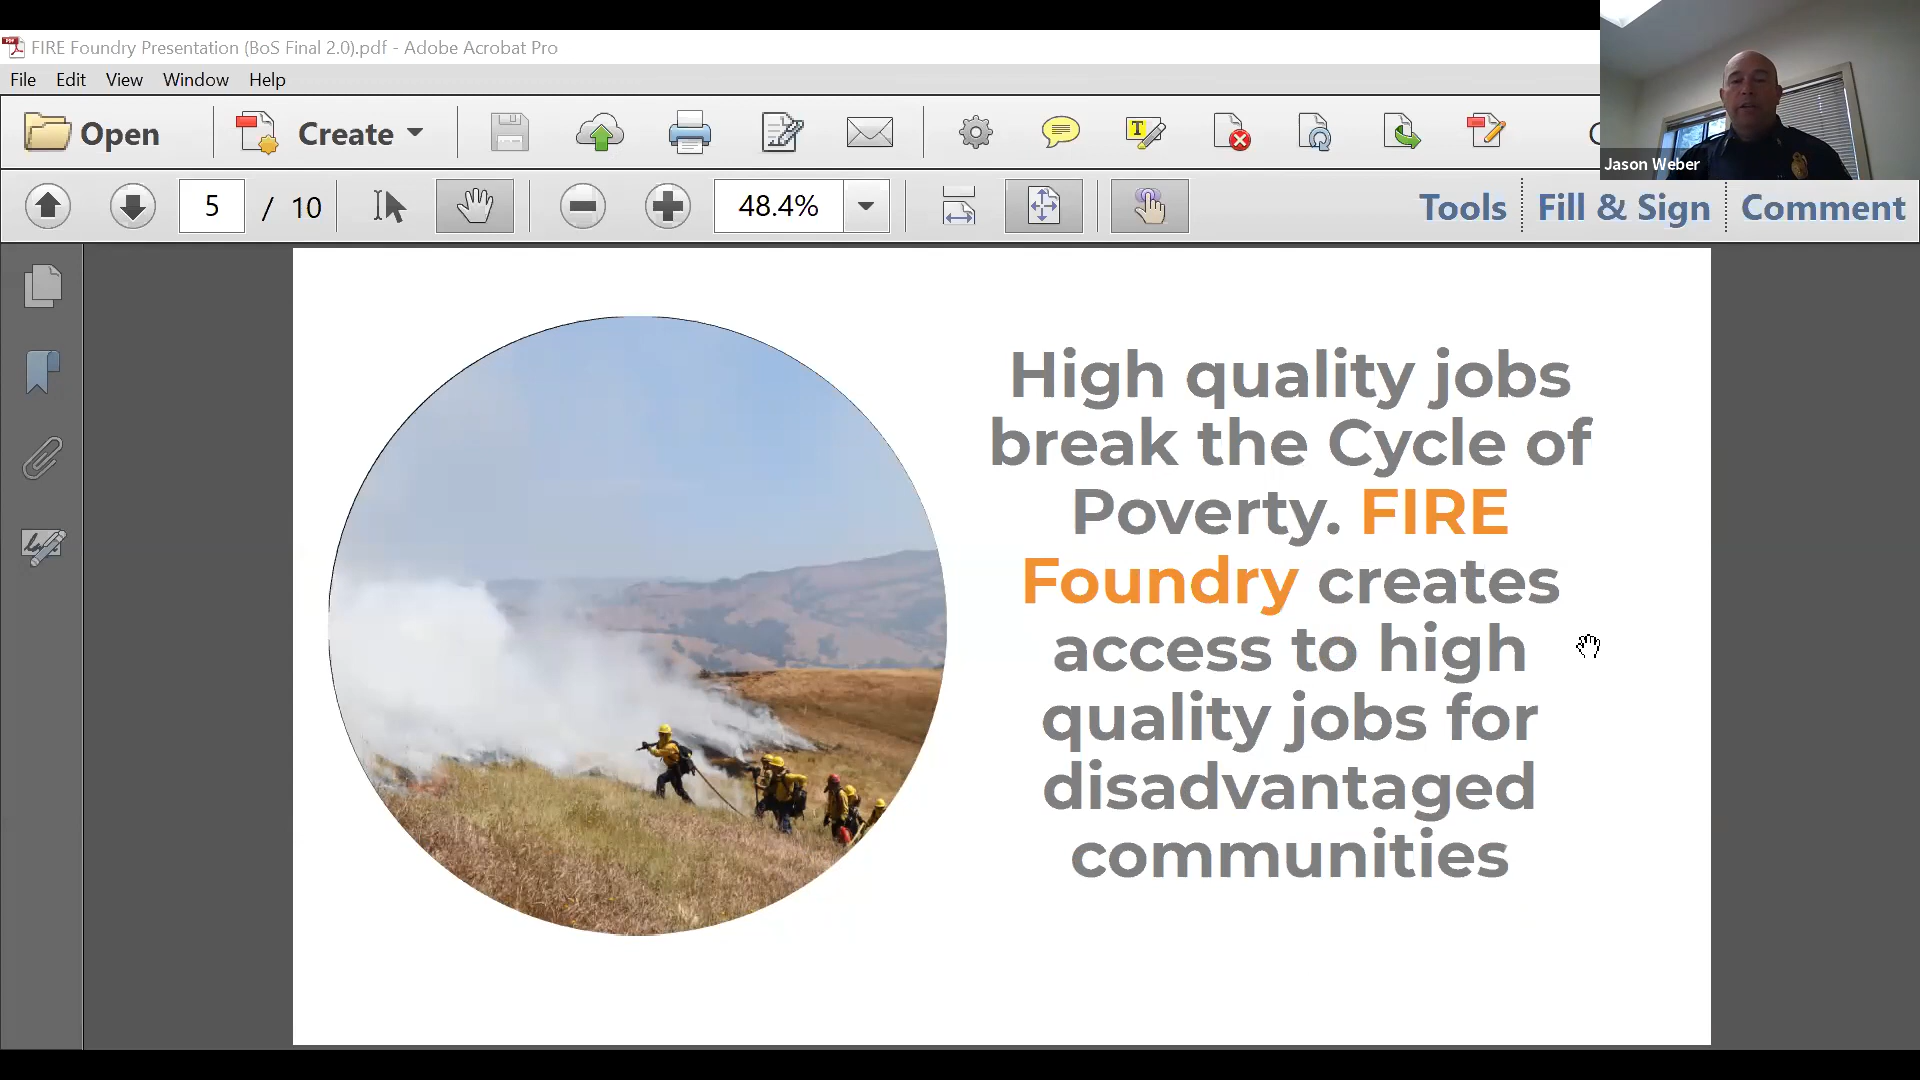 FIRE Foundry Presentation (BoS Final 2.0).pdf - Adobe Acrobat Pro
File Edit View Window Help
Open Create
Jason Weber
5 / 10 48.4% Tools Fill & Sign Comment
High quality jobs
break the Cycle of
Poverty. FIRE
Foundry creates
access to high
quality jobs for
disadvantaged
communities